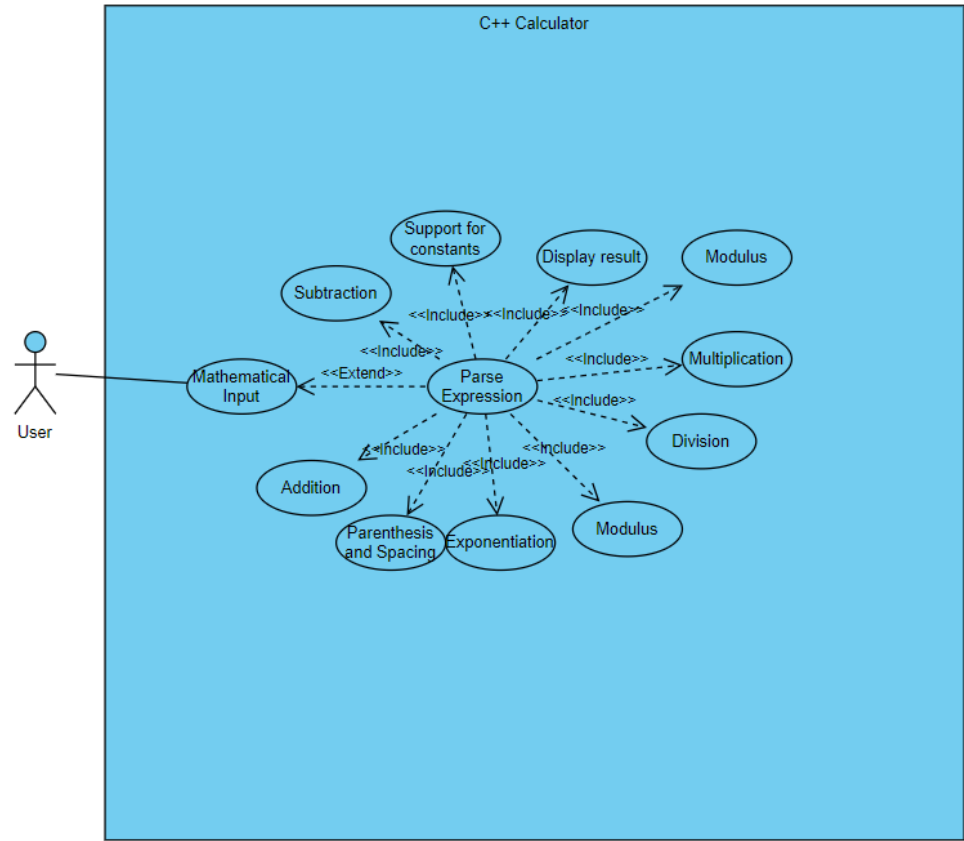 C++ Calculator
Support for
constants
Display result
Modulus
Subtraction
<<Include>>
<<Include>>
<<Include>>
<<Include>>
<<Include>>
Multiplication
<<Extend>>
Mathematical
Input
Parse
Expression
<<Include>>
User
Division
<<Include>>
<<Include>>
<<Include>>
<<Include>>
Addition
Parenthesis
and Spacing
Exponentiation
Modulus